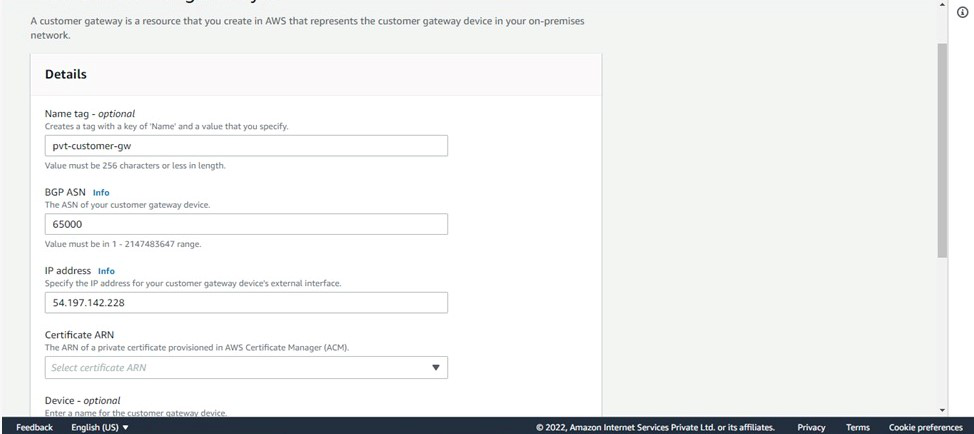 A customer gateway is a resource that you create in AWS that represents the customer gateway device in your on-premises
network.
Details
Name tag - optional
Creates a tag with a key of 'Name' and a value that you specify.
pvt-customer-gw
Value must be 256 characters or less in length.
BGP ASN Info
The ASN of your customer gateway device.
65000
Value must be in 1 - 2147483647 range.
IP address Info
Specify the IP address for your customer gateway device's external interface.
54.197.142.228
Certificate ARN
The ARN of a private certificate provisioned in AWS Certificate Manager (ACM).
Select certificate ARN
Device - optional
Enter a name for the customer gateway device.
Feedback English (US) © 2022, Amazon Internet Services Private Ltd. or its affiliates. Privacy Terms Cookie preferences